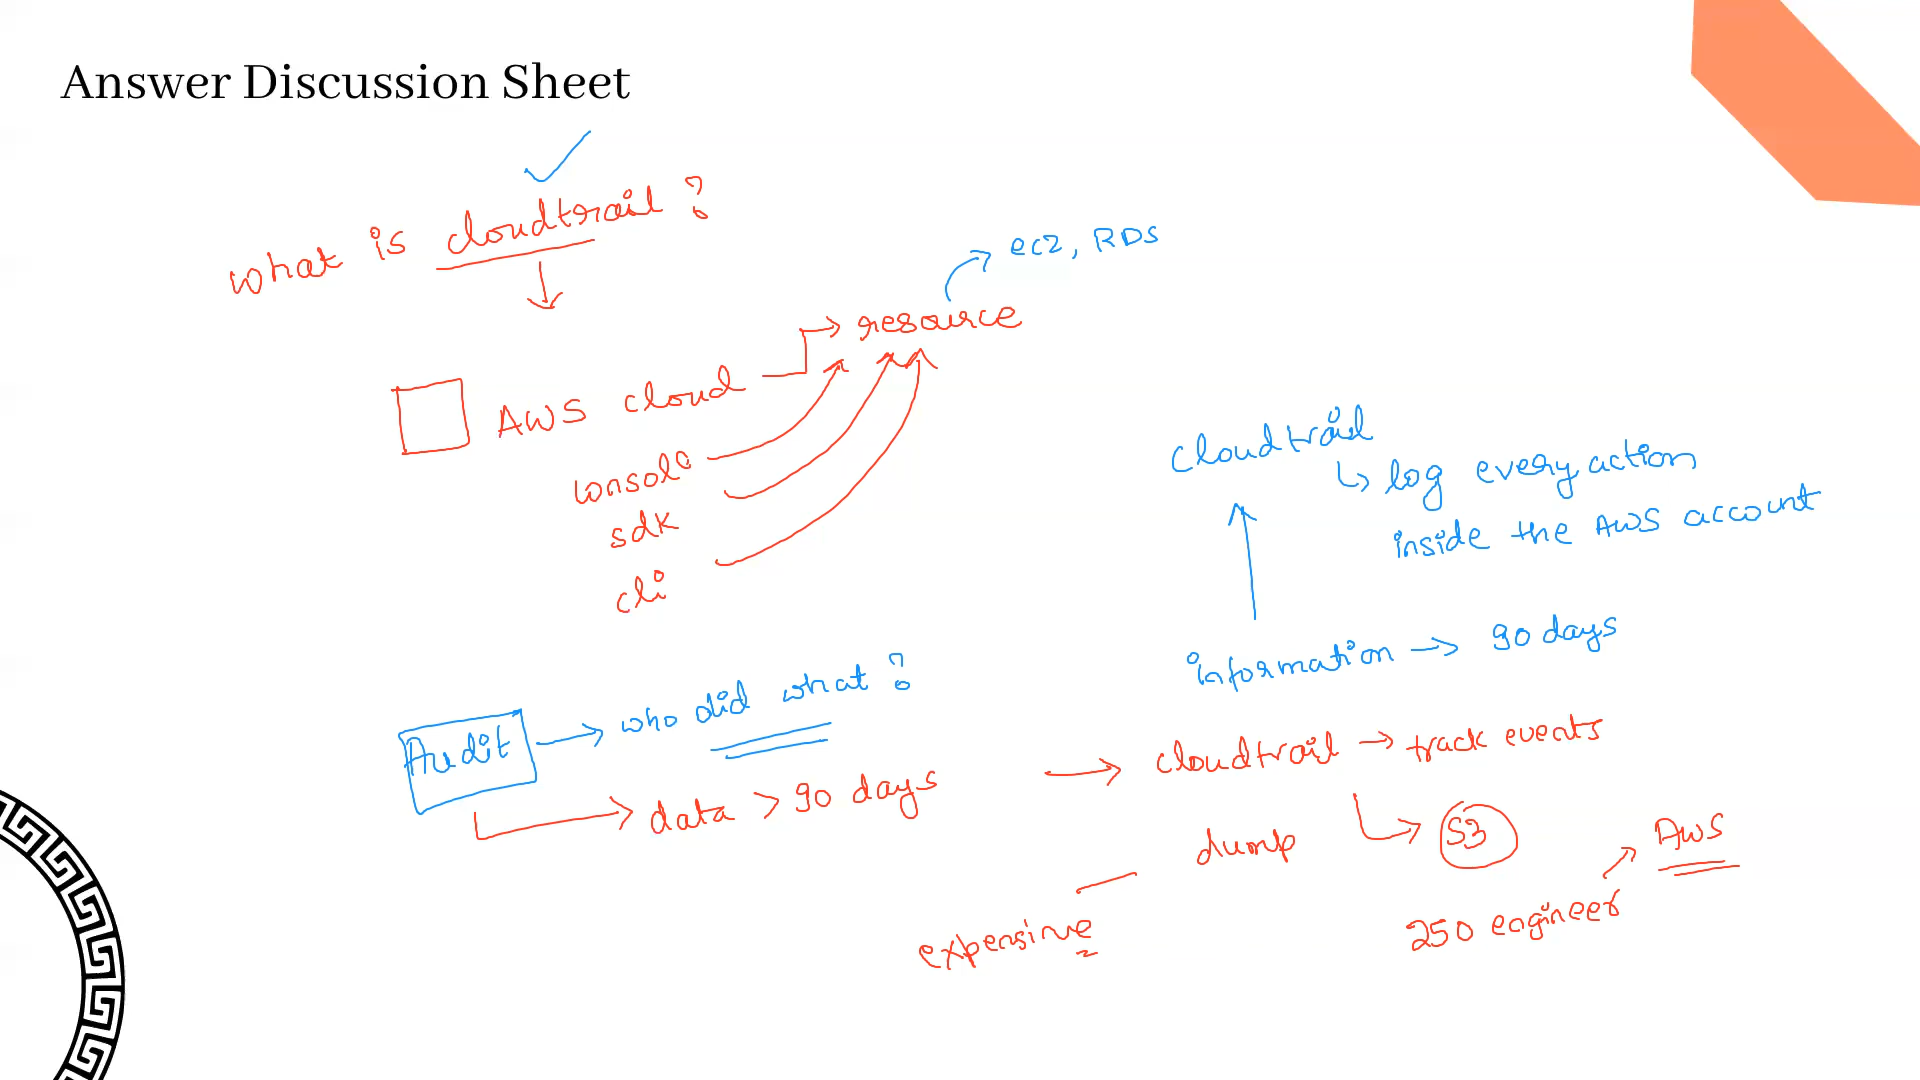 Answer Discussion Sheet
what is cloudtrail?
ec2, RDS
resource
AWS cloud
console
sdk
cli
cloudtrail
log every action
inside the AWS account
information → 90 days
Audit → who did what?
data > 90 days
→ cloudtrail → track events
dump S3
AWS
250 engineer
expensive